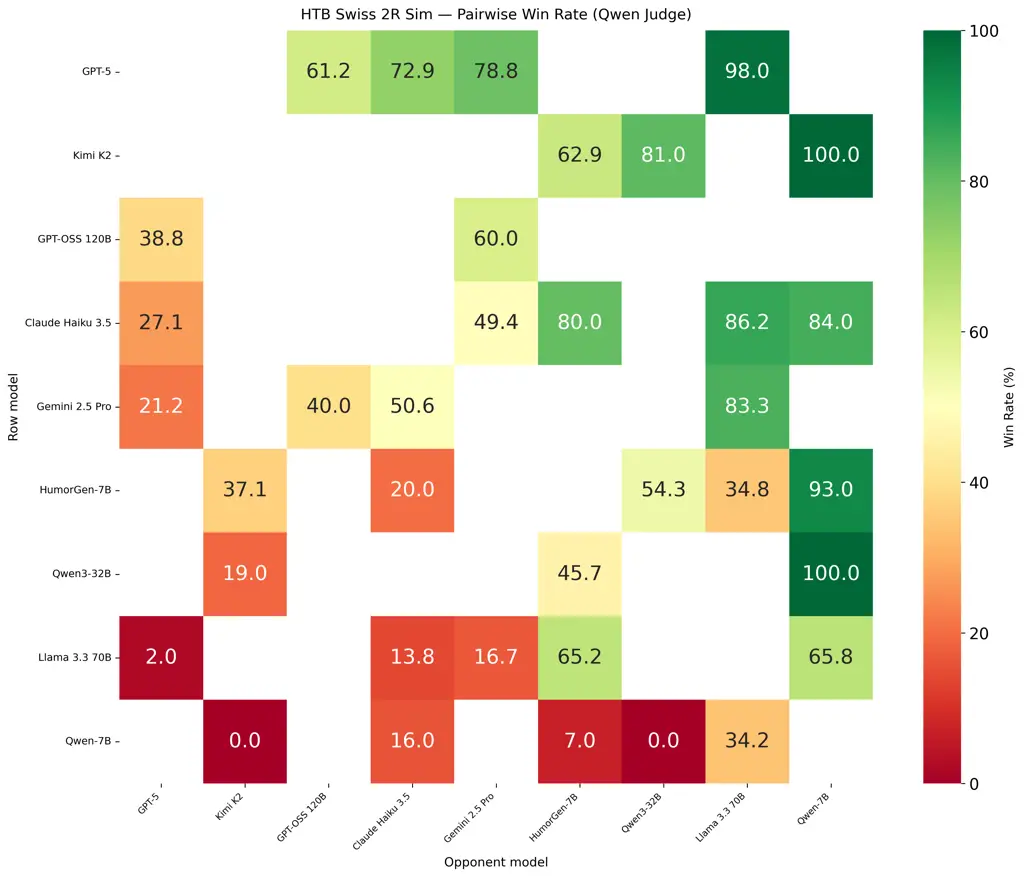 HTB Swiss 2R Sim — Pairwise Win Rate (Qwen Judge)
GPT-5 61.2 72.9 78.8 98.0
Kimi K2 62.9 81.0 100.0
GPT-OSS 120B 38.8 60.0
Claude Haiku 3.5 27.1 49.4 80.0 86.2 84.0
Gemini 2.5 Pro 21.2 40.0 50.6 83.3
HumorGen-7B 37.1 20.0 54.3 34.8 93.0
Qwen3-32B 19.0 45.7 100.0
Llama 3.3 70B 2.0 13.8 16.7 65.2 65.8
Qwen-7B 0.0 16.0 7.0 0.0 34.2
GPT-5 Kimi K2 GPT-OSS 120B Claude Haiku 3.5 Gemini 2.5 Pro HumorGen-7B Qwen3-32B Llama 3.3 70B Qwen-7B
Opponent model
Row model
100
80
60
40
20
0
Win Rate (%)